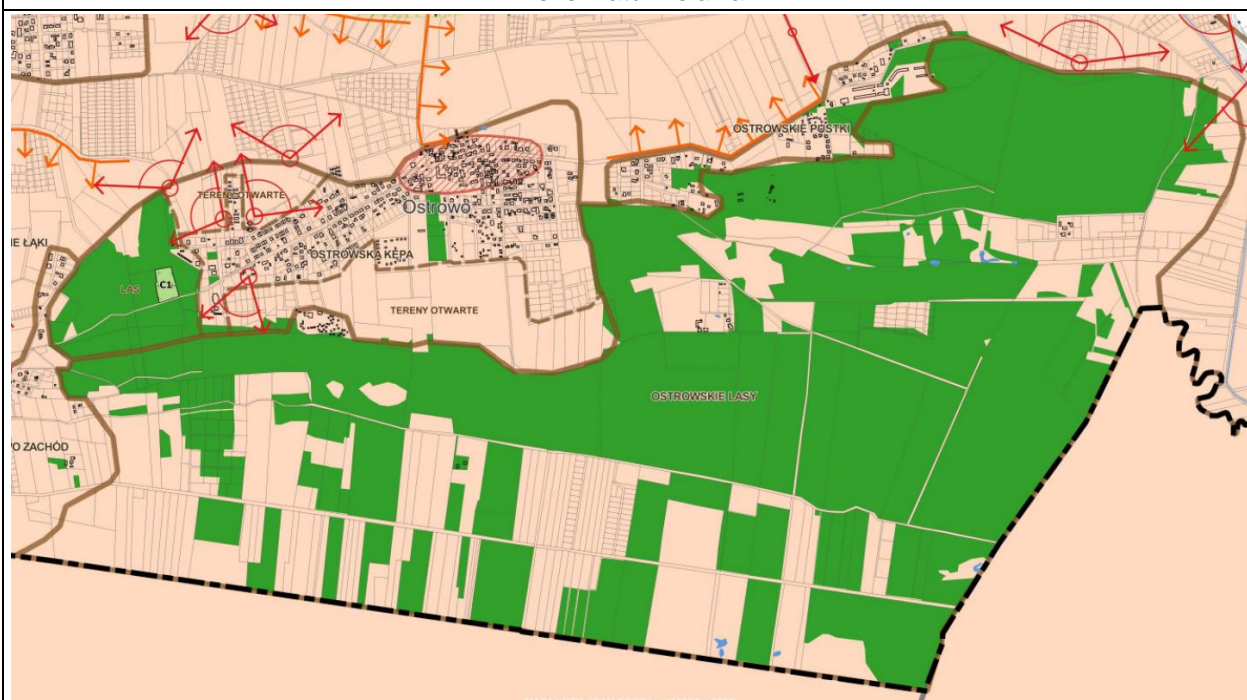 OSTROWSKIE PUSTKI
TERENY OTWARTE
Ostrowo
IE ŁĄKI
OSTROWSKA KĘPA
LAS
C1
TERENY OTWARTE
OSTROWSKIE LASY
O ZACHÓD